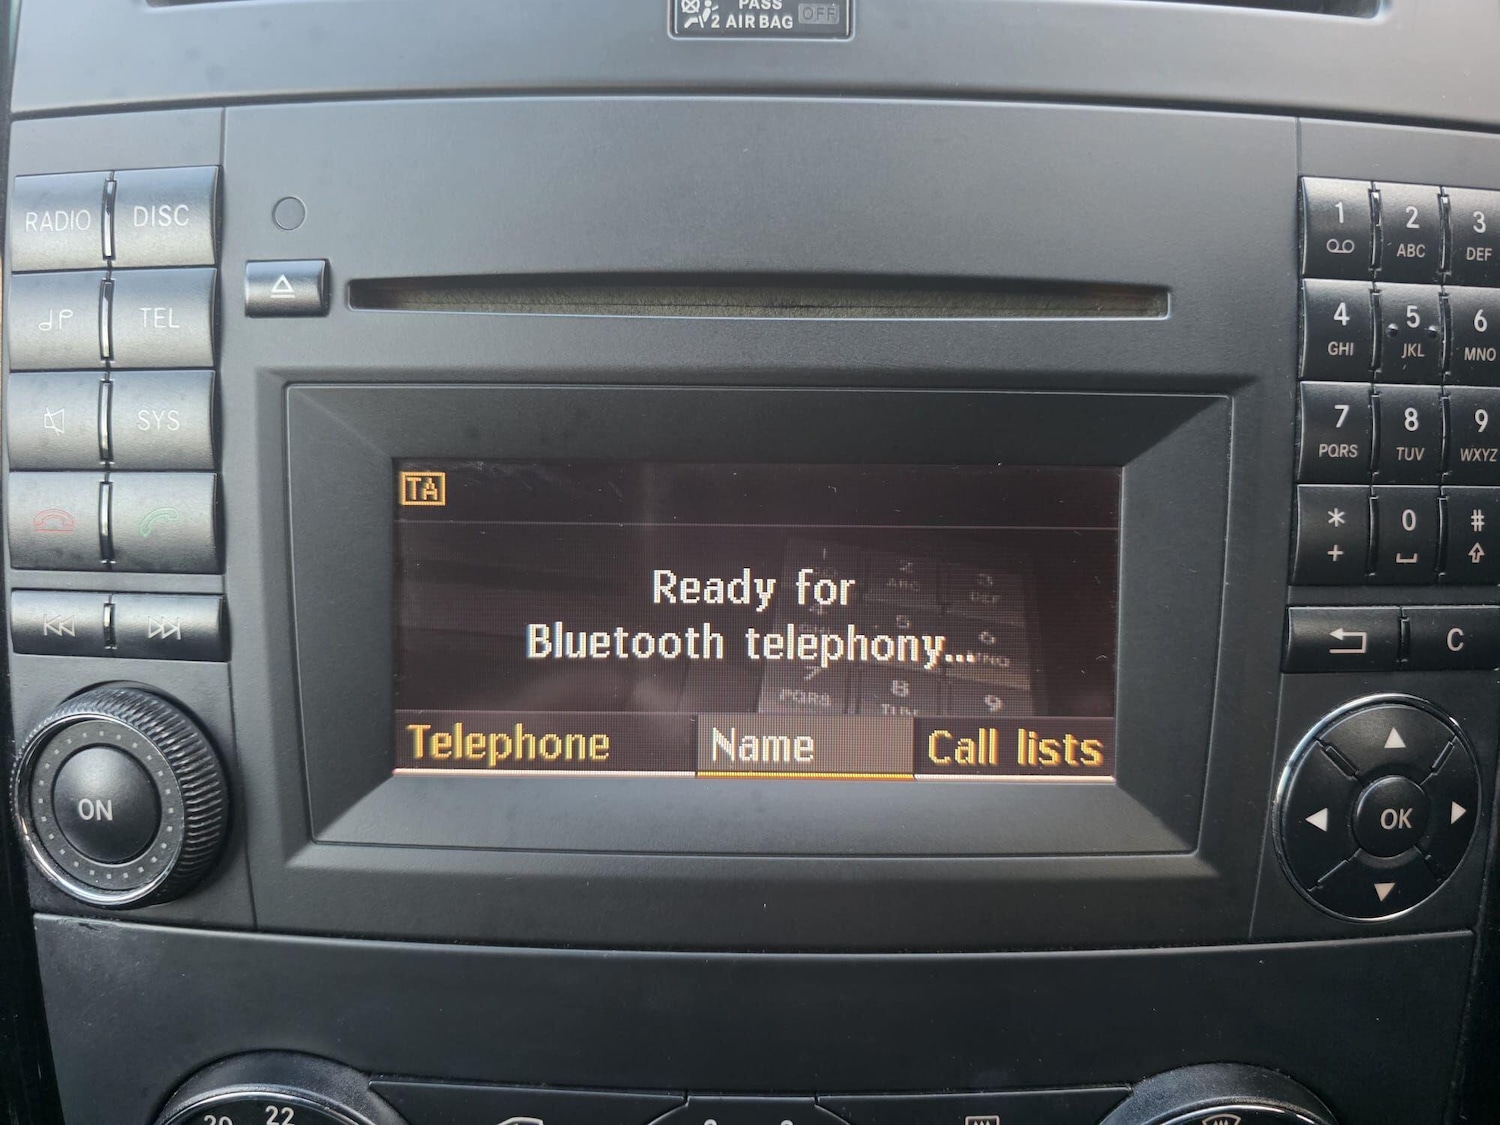 PASS
2 AIR BAG OFF
RADIO DISC
TEL
SYS
ON
TA
Ready for
Bluetooth telephony...
Telephone Name Call lists
1 2 3
ABC DEF
4 5 6
GHI JKL MNO
7 8 9
PQRS TUV WXYZ
* 0 #
+
C
OK
20 22